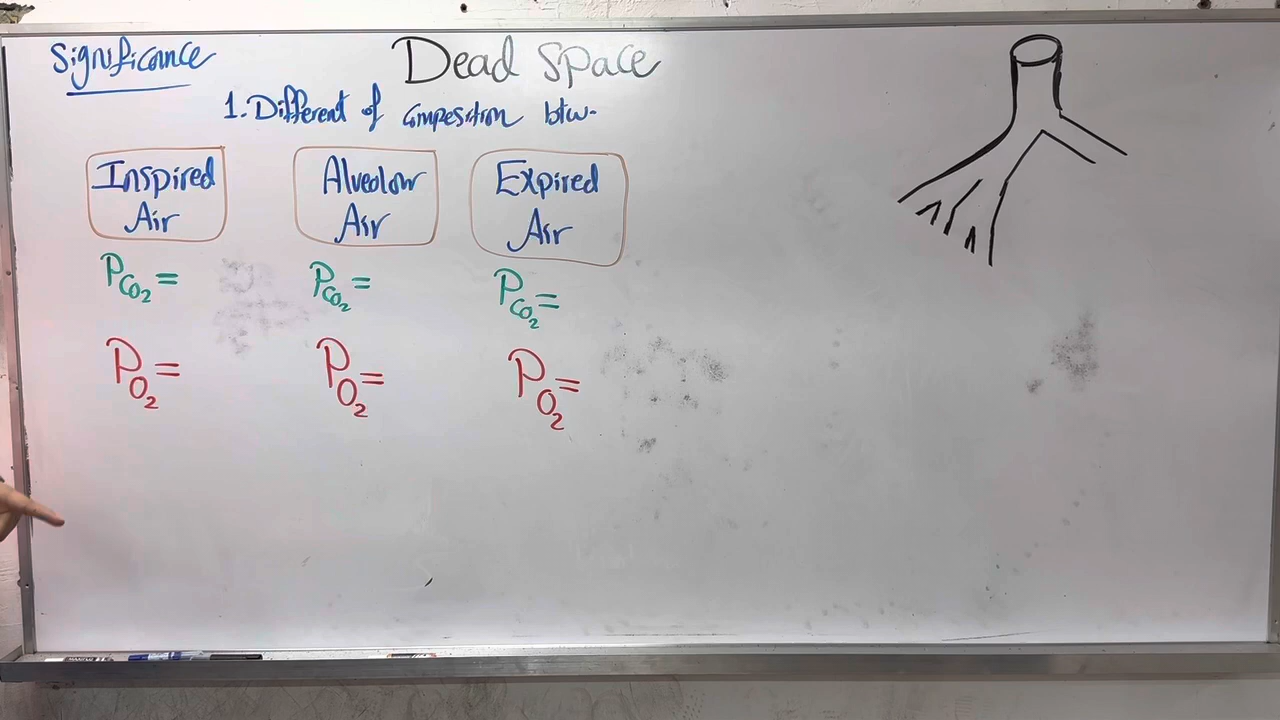 Significance
Dead Space
1. Different of composition btw.
Inspired
Air
Alveolar
Air
Expired
Air
PCO2=
PCO2=
PCO2=
PO2=
PO2=
PO2=